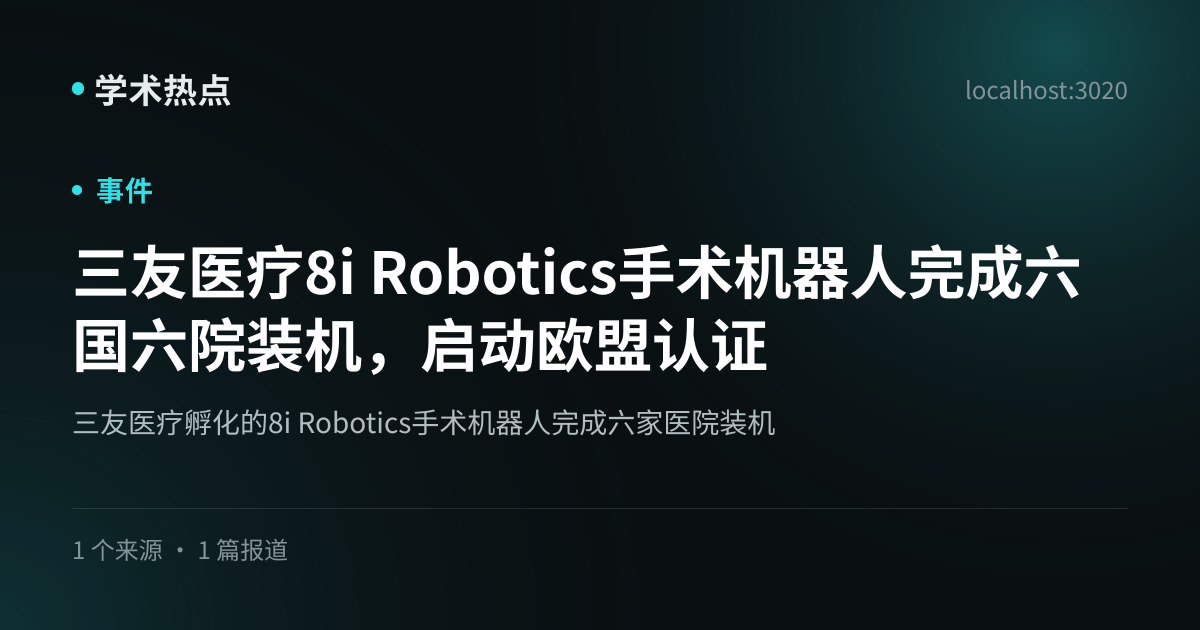 学术热点
localhost:3020
事件
三友医疗8i Robotics手术机器人完成六
国六院装机，启动欧盟认证
三友医疗孵化的8i Robotics手术机器人完成六家医院装机
1 个来源 · 1 篇报道